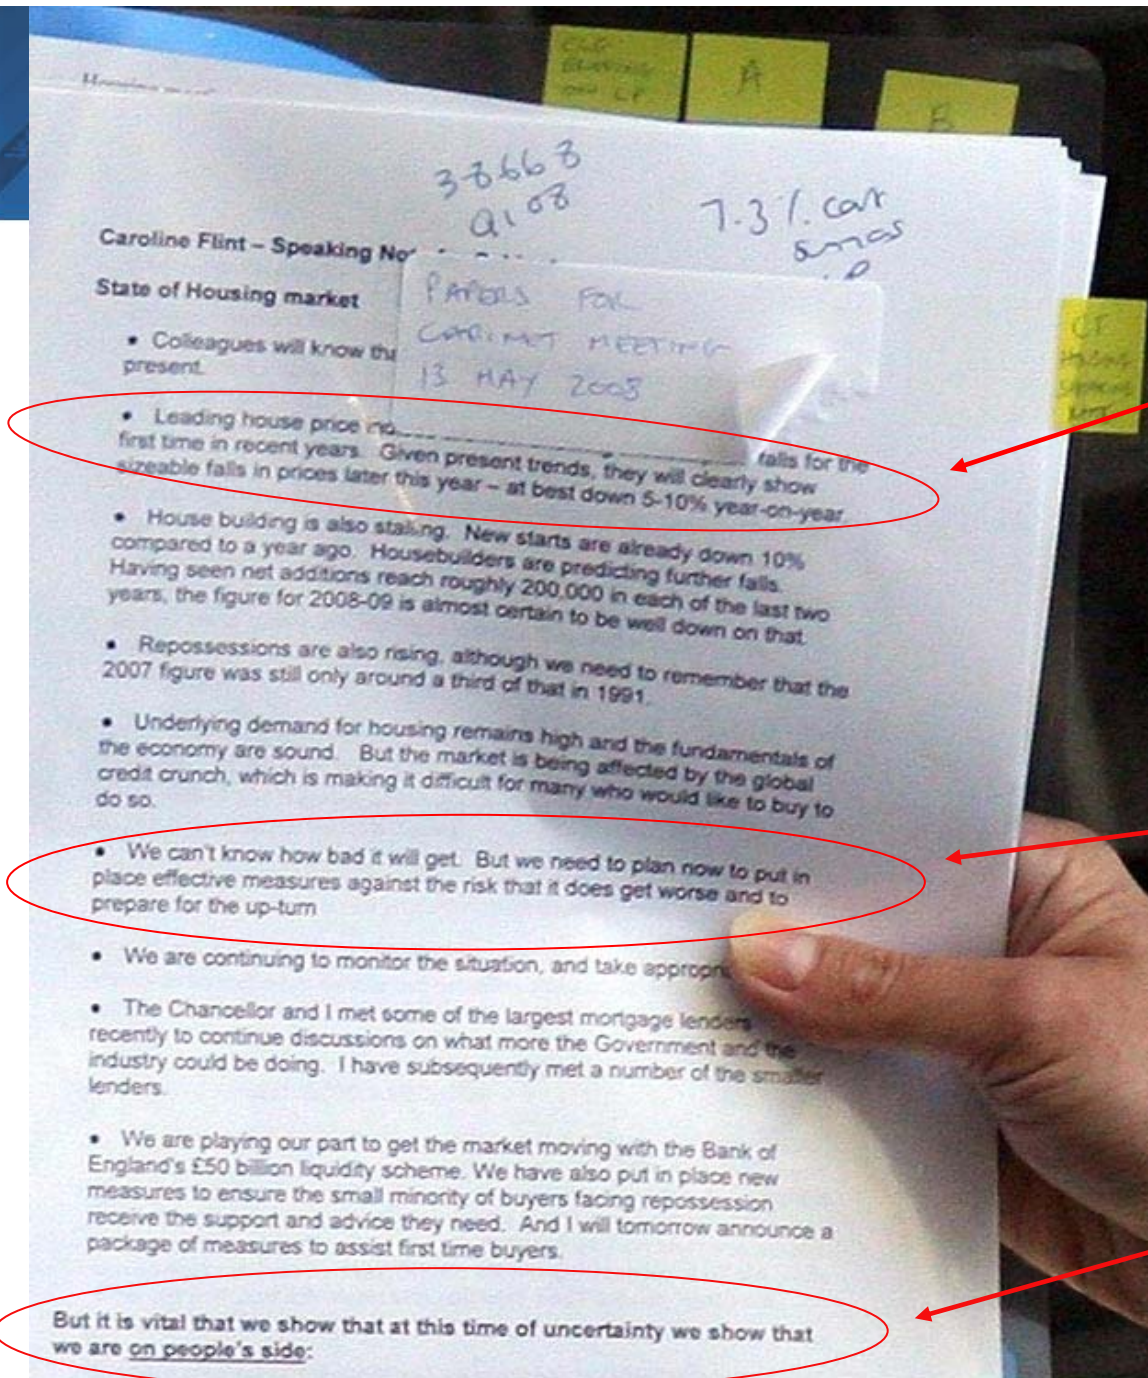 A
B
38668
Q1 08
7.3%
Caroline Flint – Speaking
State of Housing market
PAPERS FOR
CABINET MEETING
13 MAY 2008
CF
• Colleagues will know
present.
• Leading house price falls for the
first time in recent years. Given present trends, they will clearly show
sizeable falls in prices later this year – at best down 5-10% year-on-year.
• House building is also stalling. New starts are already down 10%
compared to a year ago. Housebuilders are predicting further falls.
Having seen net additions reach roughly 200,000 in each of the last two
years, the figure for 2008-09 is almost certain to be well down on that.
• Repossessions are also rising, although we need to remember that the
2007 figure was still only around a third of that in 1991.
• Underlying demand for housing remains high and the fundamentals of
the economy are sound. But the market is being affected by the global
credit crunch, which is making it difficult for many who would like to buy to
do so.
• We can't know how bad it will get. But we need to plan now to put in
place effective measures against the risk that it does get worse and to
prepare for the up-turn
• We are continuing to monitor the situation, and take
• The Chancellor and I met some of the largest mortgage lenders
recently to continue discussions on what more the Government and the
industry could be doing. I have subsequently met a number of the smaller
lenders.
• We are playing our part to get the market moving with the Bank of
England's £50 billion liquidity scheme. We have also put in place new
measures to ensure the small minority of buyers facing repossession
receive the support and advice they need. And I will tomorrow announce a
package of measures to assist first time buyers.
But it is vital that we show that at this time of uncertainty we show that
we are on people's side: